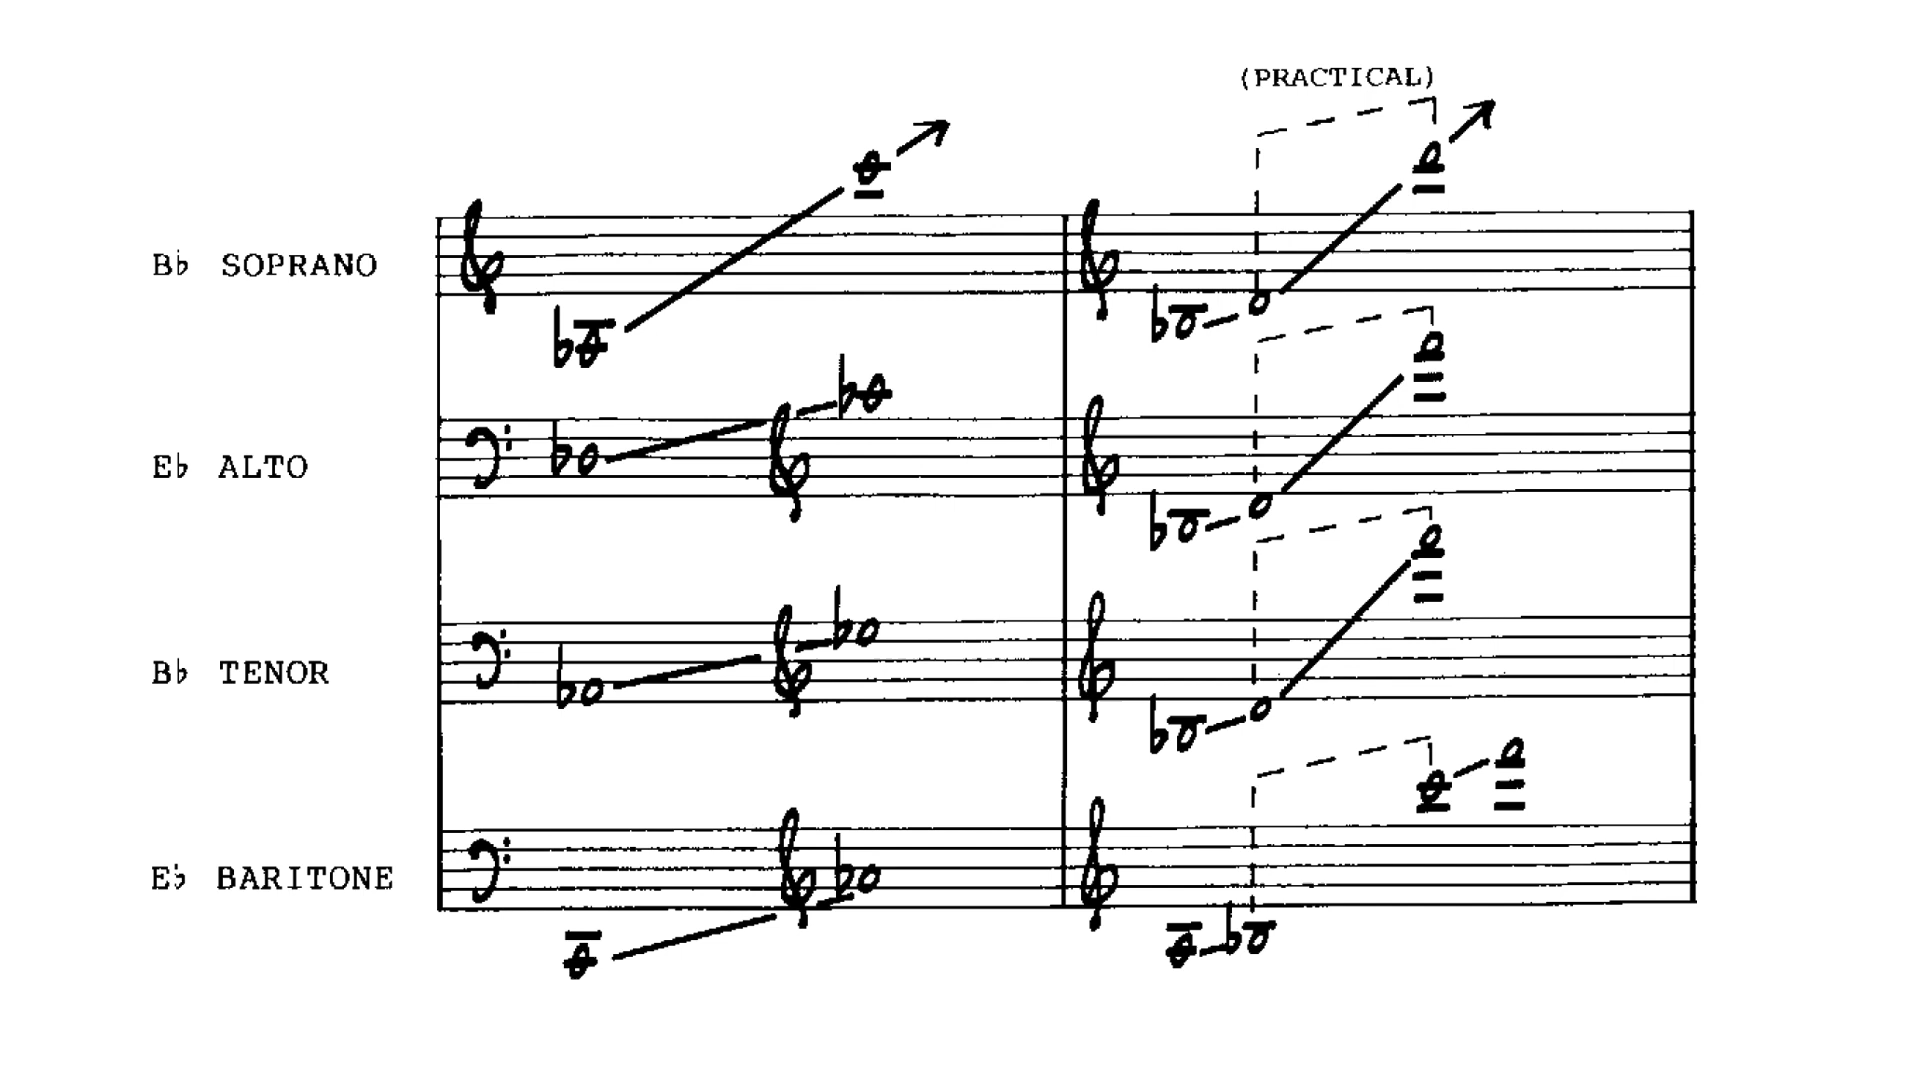 (PRACTICAL)
B♭ SOPRANO
E♭ ALTO
B♭ TENOR
E♭ BARITONE